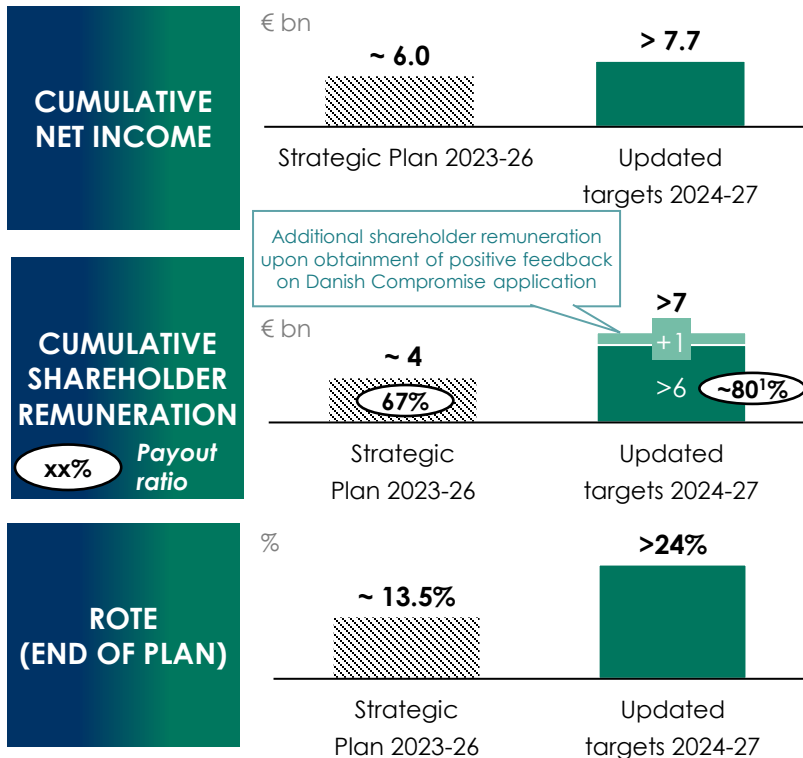 € bn
CUMULATIVE
NET INCOME
~ 6.0
> 7.7
Strategic Plan 2023-26
Updated
targets 2024-27
Additional shareholder remuneration
upon obtainment of positive feedback
on Danish Compromise application
CUMULATIVE
SHAREHOLDER
REMUNERATION
xx%
Payout
ratio
€ bn
~ 4
67%
>7
+1
>6
~80¹%
Strategic
Plan 2023-26
Updated
targets 2024-27
ROTE
(END OF PLAN)
%
~ 13.5%
>24%
Strategic
Plan 2023-26
Updated
targets 2024-27